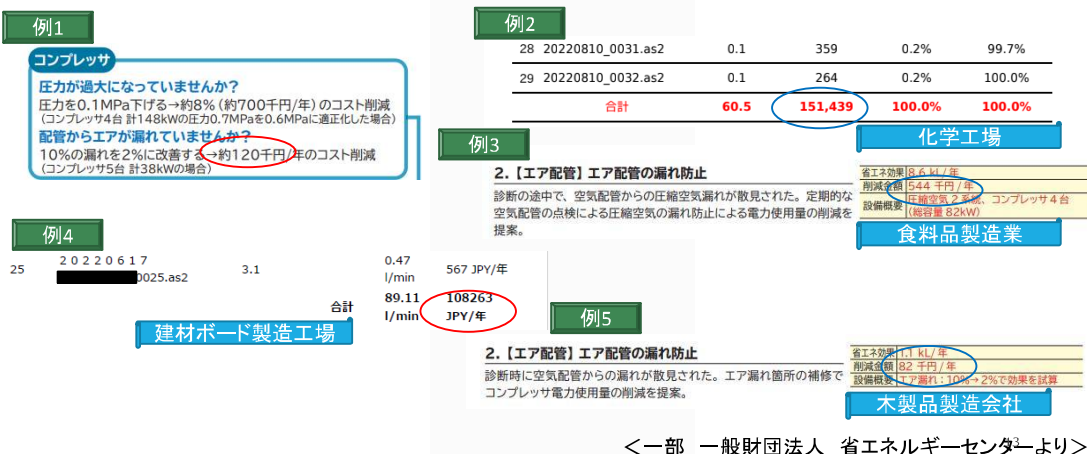 例1
コンプレッサ
圧力が過大になっていませんか?
圧力を0.1MPa下げる→約8%(約700千円/年)のコスト削減
(コンプレッサ4台 計148kWの圧力0.7MPaを0.6MPaに適正化した場合)
配管からエアが漏れていませんか?
10%の漏れを2%に改善する→約120千円/年のコスト削減
(コンプレッサ5台 計38kWの場合)
例2
28 20220810_0031.as2 0.1 359 0.2% 99.7%
29 20220810_0032.as2 0.1 264 0.2% 100.0%
合計 60.5 151,439 100.0% 100.0%
化学工場
例3
2.【エア配管】エア配管の漏れ防止
診断の途中で、空気配管からの圧縮空気漏れが散見された。定期的な
空気配管の点検による圧縮空気の漏れ防止による電力使用量の削減を
提案。
省エネ効果 8.6 kL/年
削減金額 544 千円/年
設備概要 圧縮空気2系統、コンプレッサ4台
(総容量 82kW)
食料品製造業
例4
25 20220617 3.1 0.47 567 JPY/年
0025.as2 l/min
合計 89.11 108263
l/min JPY/年
建材ボード製造工場
例5
2.【エア配管】エア配管の漏れ防止
診断時に空気配管からの漏れが散見された。エア漏れ箇所の補修で
コンプレッサ電力使用量の削減を提案。
省エネ効果 1.1 kL/年
削減金額 82 千円/年
設備概要 エア漏れ:10%→2%で効果を試算
木製品製造会社
<一部 一般財団法人 省エネルギーセンターより>
13